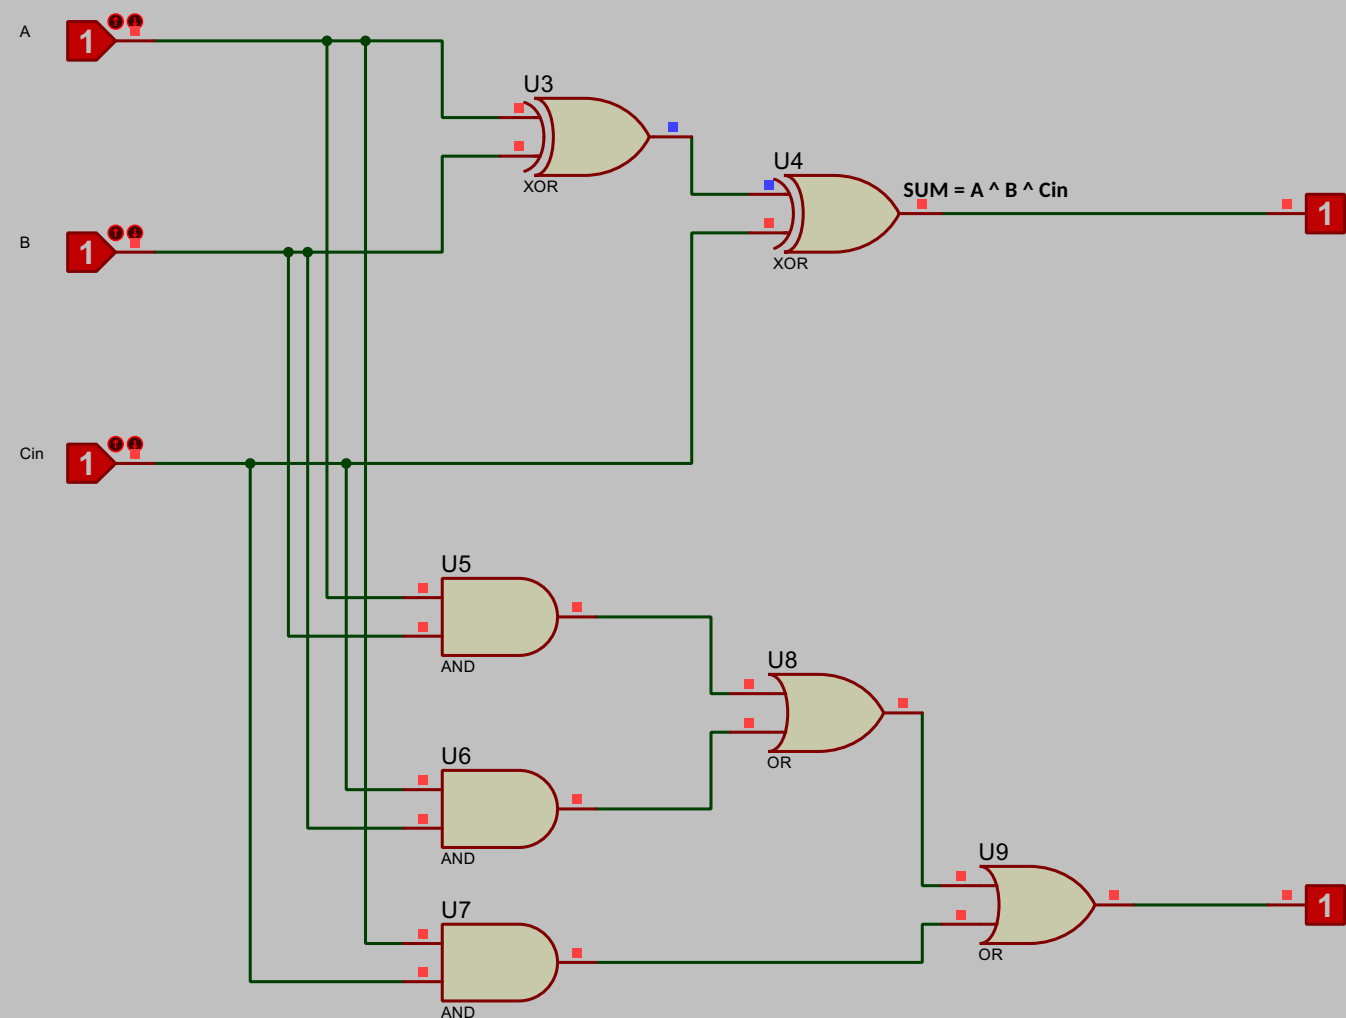 A
1
U3
XOR
U4
SUM = A ^ B ^ Cin
1
XOR
B
1
Cin
1
U5
AND
U8
OR
U6
AND
U9
1
OR
U7
AND